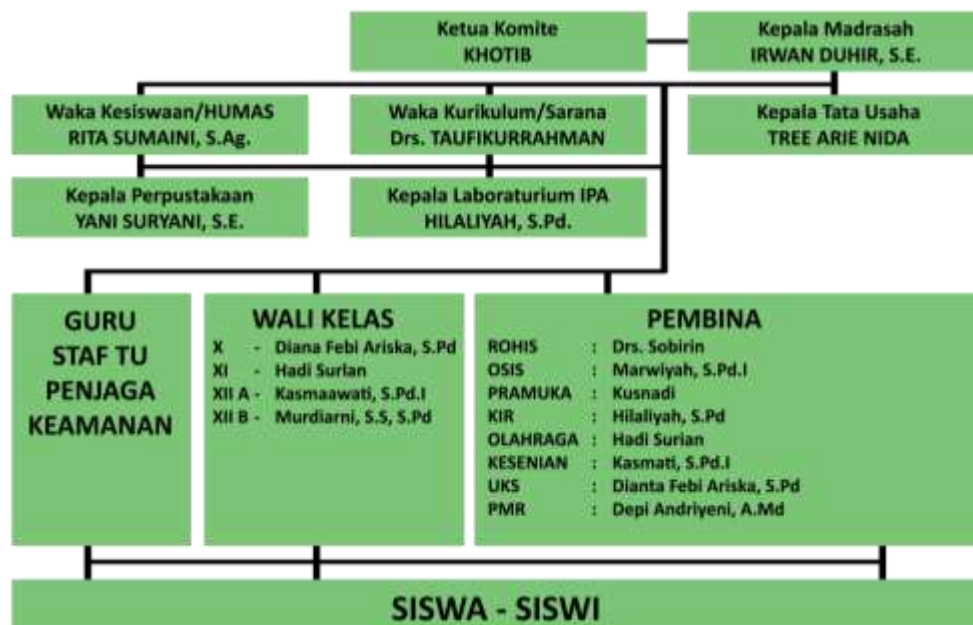 Ketua Komite
KHOTIB
Kepala Madrasah
IRWAN DUHIR, S.E.
Waka Kesiswaan/HUMAS
RITA SUMAINI, S.Ag.
Waka Kurikulum/Sarana
Drs. TAUFIKURRAHMAN
Kepala Tata Usaha
TREE ARIE NIDA
Kepala Perpustakaan
YANI SURYANI, S.E.
Kepala Laboraturium IPA
HILALIYAH, S.Pd.
GURU
STAF TU
PENJAGA
KEAMANAN
WALI KELAS
X - Diana Febi Ariska, S.Pd
XI - Hadi Surian
XII A - Kasmaawati, S.Pd.I
XII B - Murdiarni, S.S, S.Pd
PEMBINA
ROHIS : Drs. Sobirin
OSIS : Marwiyah, S.Pd.I
PRAMUKA : Kusnadi
KIR : Hilaliyah, S.Pd
OLAHRAGA : Hadi Surian
KESENIAN : Kasmati, S.Pd.I
UKS : Dianta Febi Ariska, S.Pd
PMR : Depi Andriyeni, A.Md
SISWA - SISWI